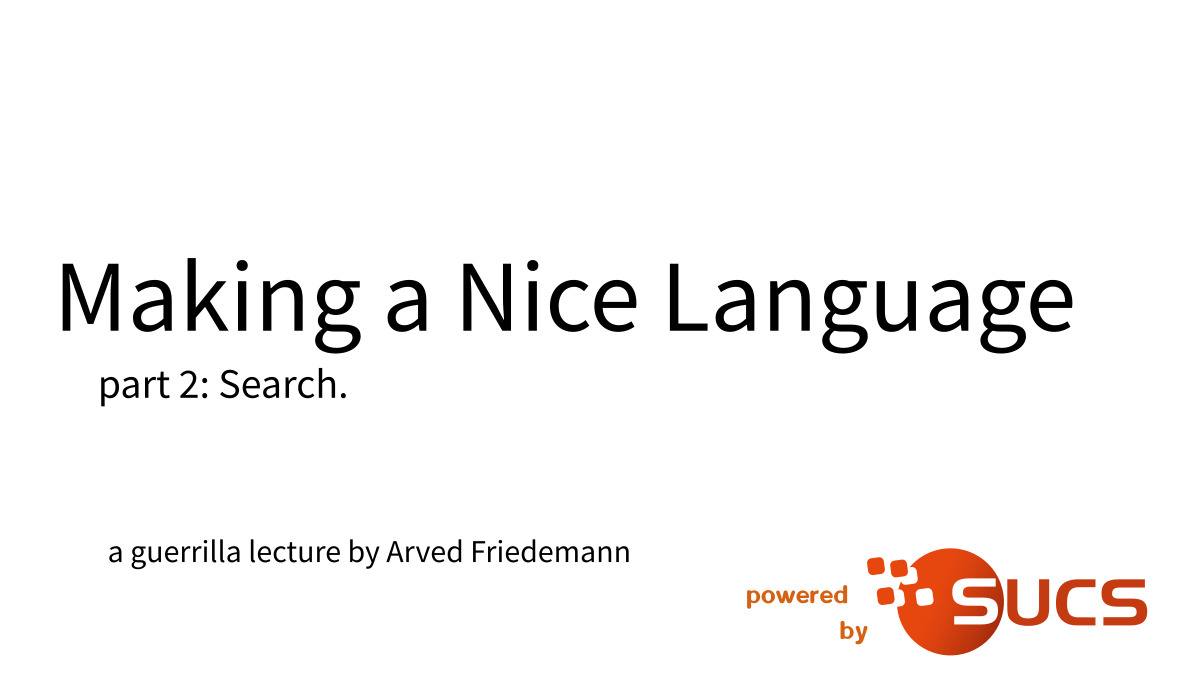 Making a Nice Language
part 2: Search.
a guerrilla lecture by Arved Friedemann
powered
by
SUCS